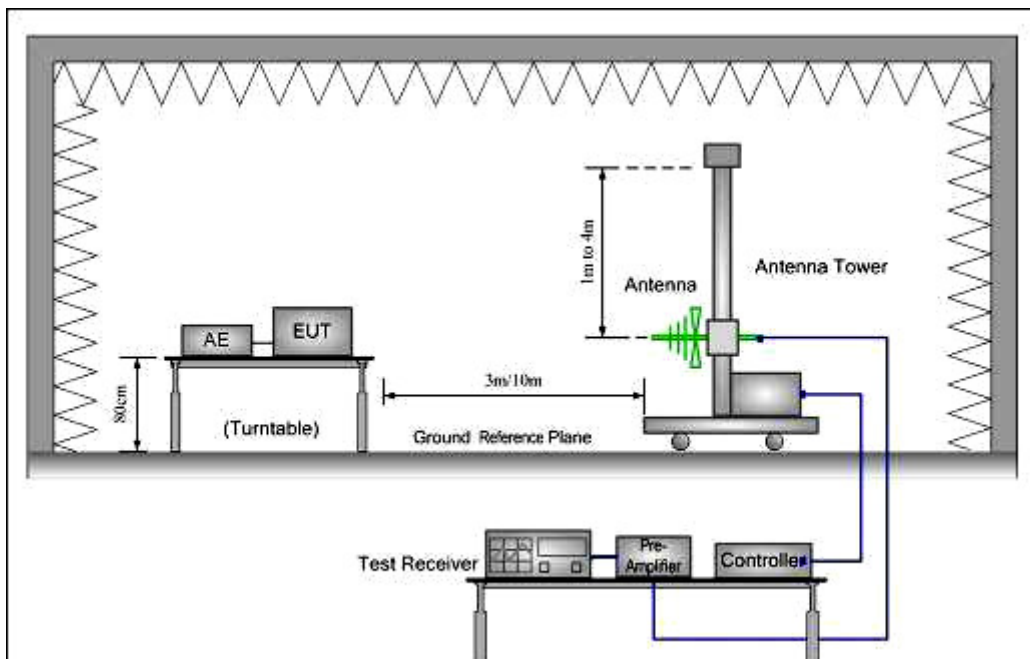 1m to 4m
Antenna
Antenna Tower
AE
EUT
80cm
3m/10m
(Turntable)
Ground Reference Plane
Test Receiver
Pre-
Amplifier
Controller